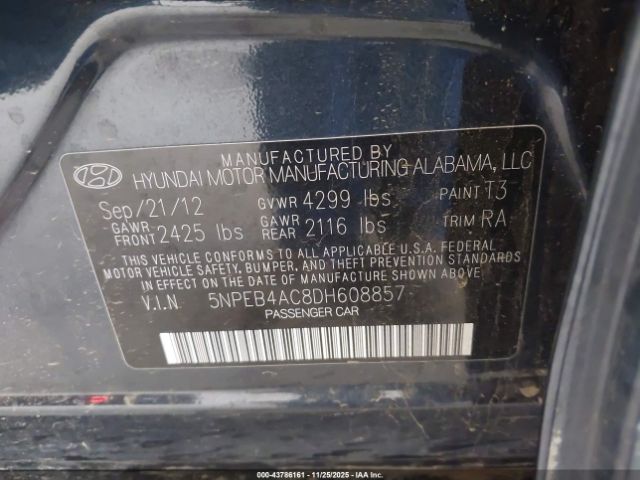 MANUFACTURED BY
HYUNDAI MOTOR MANUFACTURING ALABAMA, LLC
Sep/21/12 GVWR 4299 lbs PAINT T3
GAWR FRONT 2425 lbs GAWR REAR 2116 lbs TRIM RA
THIS VEHICLE CONFORMS TO ALL APPLICABLE U.S.A. FEDERAL
MOTOR VEHICLE SAFETY, BUMPER, AND THEFT PREVENTION STANDARDS
IN EFFECT ON THE DATE OF MANUFACTURE SHOWN ABOVE.
V.I.N. 5NPEB4AC8DH608857
PASSENGER CAR
000-43786161 - 11/25/2025 - IAA Inc.